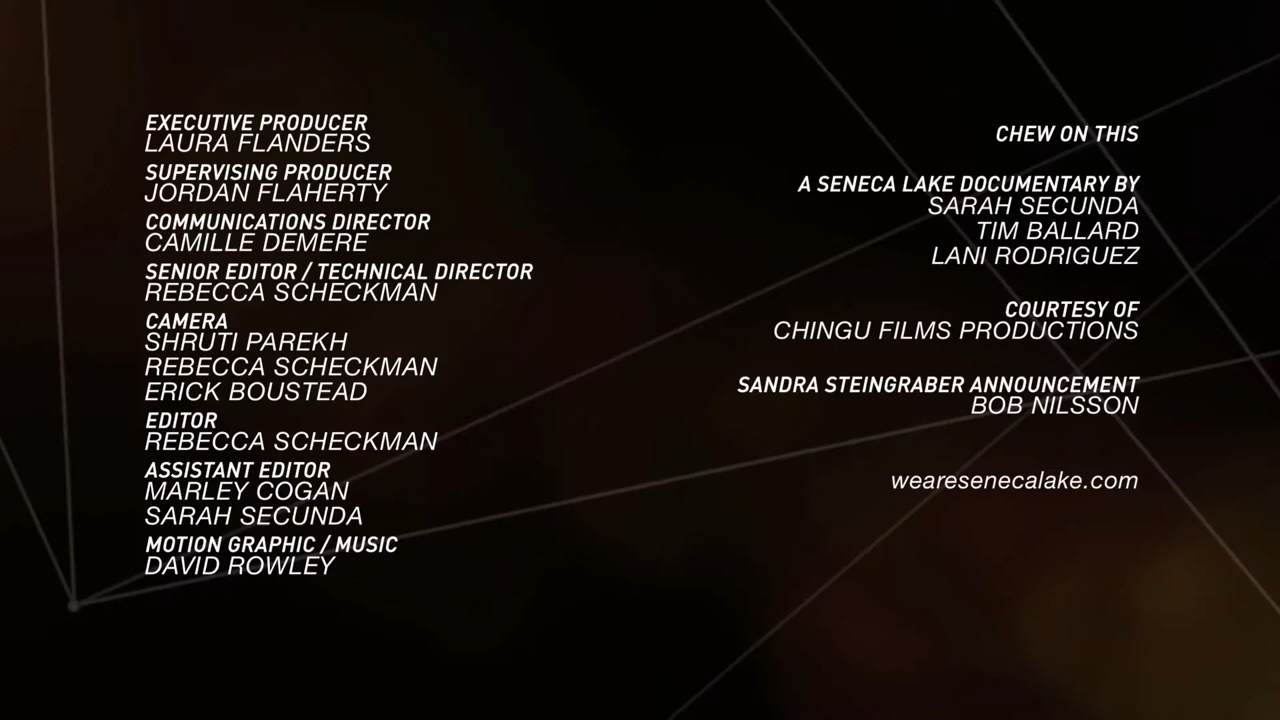 EXECUTIVE PRODUCER
LAURA FLANDERS
SUPERVISING PRODUCER
JORDAN FLAHERTY
COMMUNICATIONS DIRECTOR
CAMILLE DEMERE
SENIOR EDITOR / TECHNICAL DIRECTOR
REBECCA SCHECKMAN
CAMERA
SHRUTI PAREKH
REBECCA SCHECKMAN
ERICK BOUSTEAD
EDITOR
REBECCA SCHECKMAN
ASSISTANT EDITOR
MARLEY COGAN
SARAH SECUNDA
MOTION GRAPHIC / MUSIC
DAVID ROWLEY
CHEW ON THIS
A SENECA LAKE DOCUMENTARY BY
SARAH SECUNDA
TIM BALLARD
LANI RODRIGUEZ
COURTESY OF
CHINGU FILMS PRODUCTIONS
SANDRA STEINGRABER ANNOUNCEMENT
BOB NILSSON
wearesenecalake.com